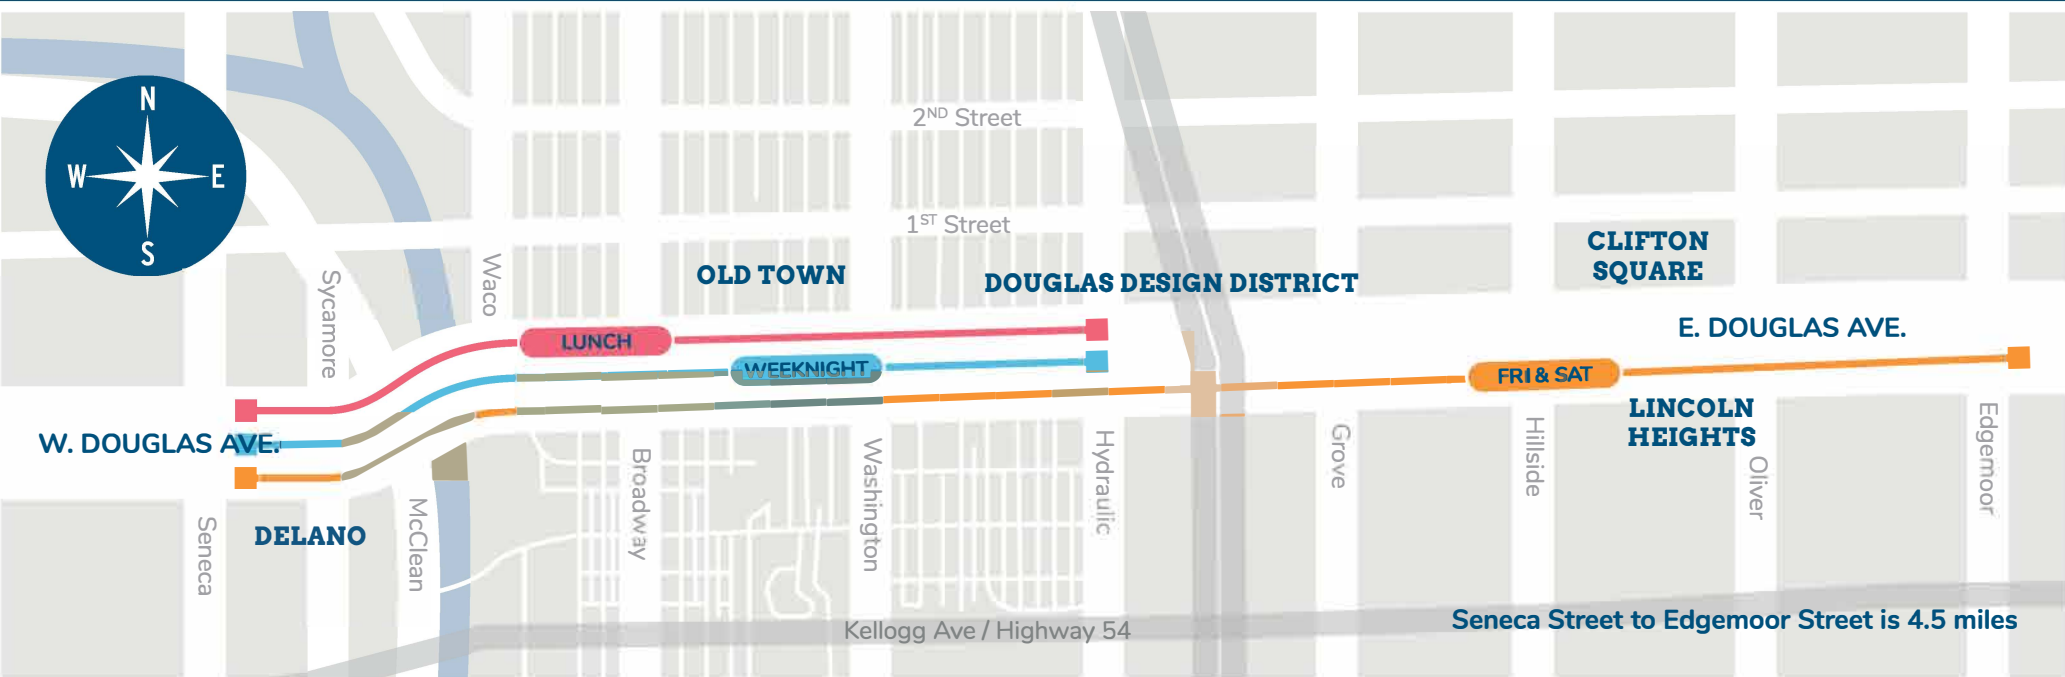 N
W E
S
2ND Street
1ST Street
Sycamore
Waco
OLD TOWN
DOUGLAS DESIGN DISTRICT
CLIFTON
SQUARE
E. DOUGLAS AVE.
LUNCH
WEEKNIGHT
FRI & SAT
W. DOUGLAS AVE.
LINCOLN
HEIGHTS
DELANO
Seneca
McClean
Broadway
Washington
Hydraulic
Grove
Hillside
Oliver
Edgemoor
Kellogg Ave / Highway 54
Seneca Street to Edgemoor Street is 4.5 miles